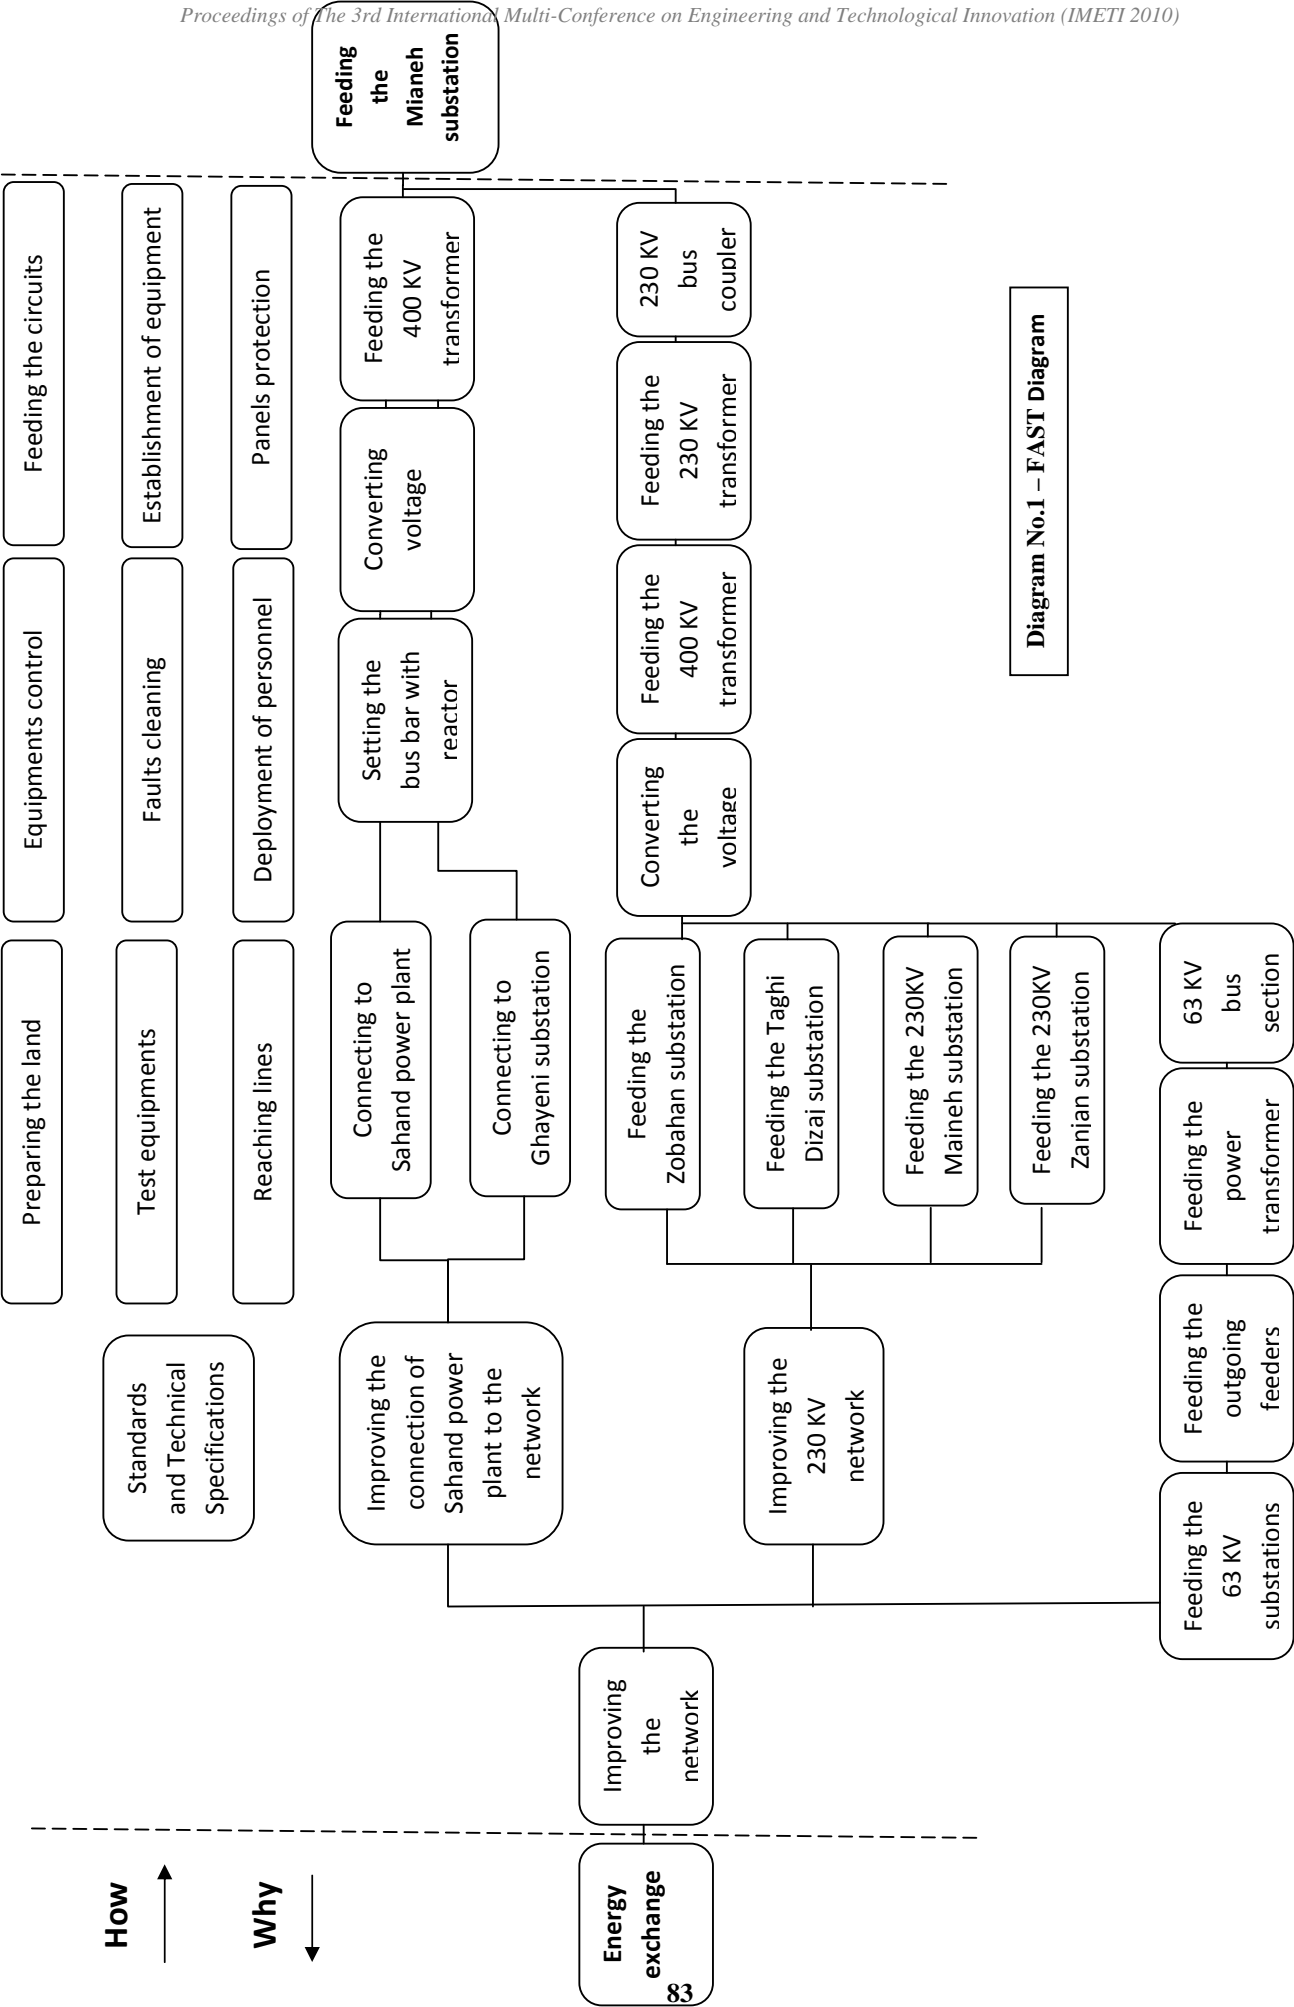 Proceedings of The 3rd International Multi-Conference on Engineering and Technological Innovation (IMETI 2010)
How
Why
Preparing the land
Equipments control
Feeding the circuits
Standards
and Technical
Specifications
Test equipments
Faults cleaning
Establishment of equipment
Reaching lines
Deployment of personnel
Panels protection
Energy
exchange
Improving
the
network
Improving the
connection of
Sahand power
plant to the
network
Connecting to
Sahand power plant
Connecting to
Ghayeni substation
Setting the
bus bar with
reactor
Converting
voltage
Feeding the
400 KV
transformer
Feeding
the
Mianeh
substation
Improving the
230 KV
network
Feeding the
Zobahan substation
Feeding the Taghi
Dizaj substation
Feeding the 230KV
Maineh substation
Feeding the 230KV
Zanjan substation
Converting
the
voltage
Feeding the
400 KV
transformer
Feeding the
230 KV
transformer
230 KV
bus
coupler
Feeding the
63 KV
substations
Feeding the
outgoing
feeders
Feeding the
power
transformer
63 KV
bus
section
Diagram No.1 – FAST Diagram
83